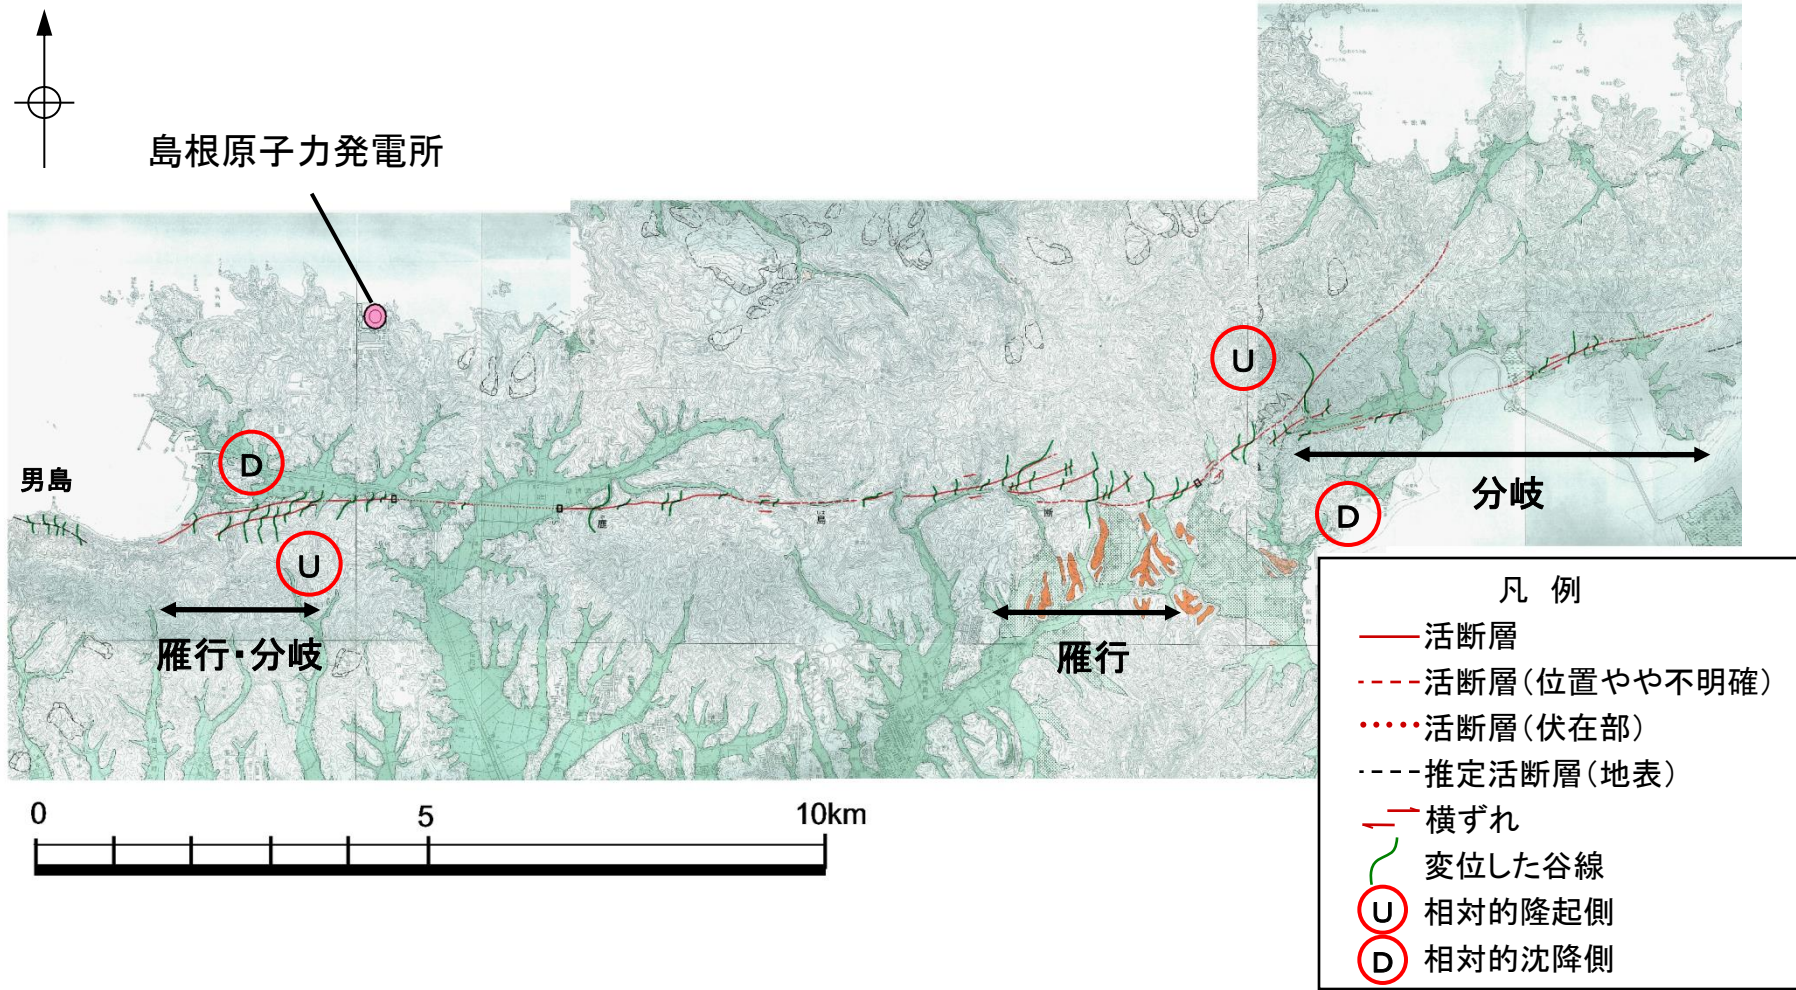 島根原子力発電所
D
男島
U
雁行・分岐
U
D
分岐
雁行
鹿
島
断
0
5
10km
凡 例
活断層
活断層(位置やや不明確)
活断層(伏在部)
推定活断層(地表)
横ずれ
変位した谷線
U 相対的隆起側
D 相対的沈降側